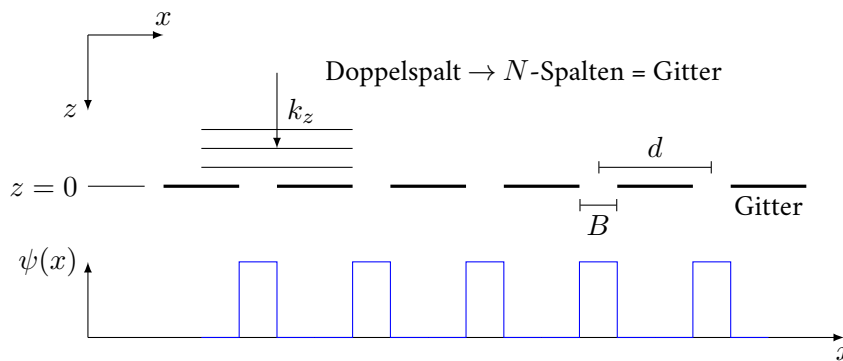 x
Doppelspalt → N-Spalten = Gitter
z
k_z
d
z = 0
B
Gitter
ψ(x)
x